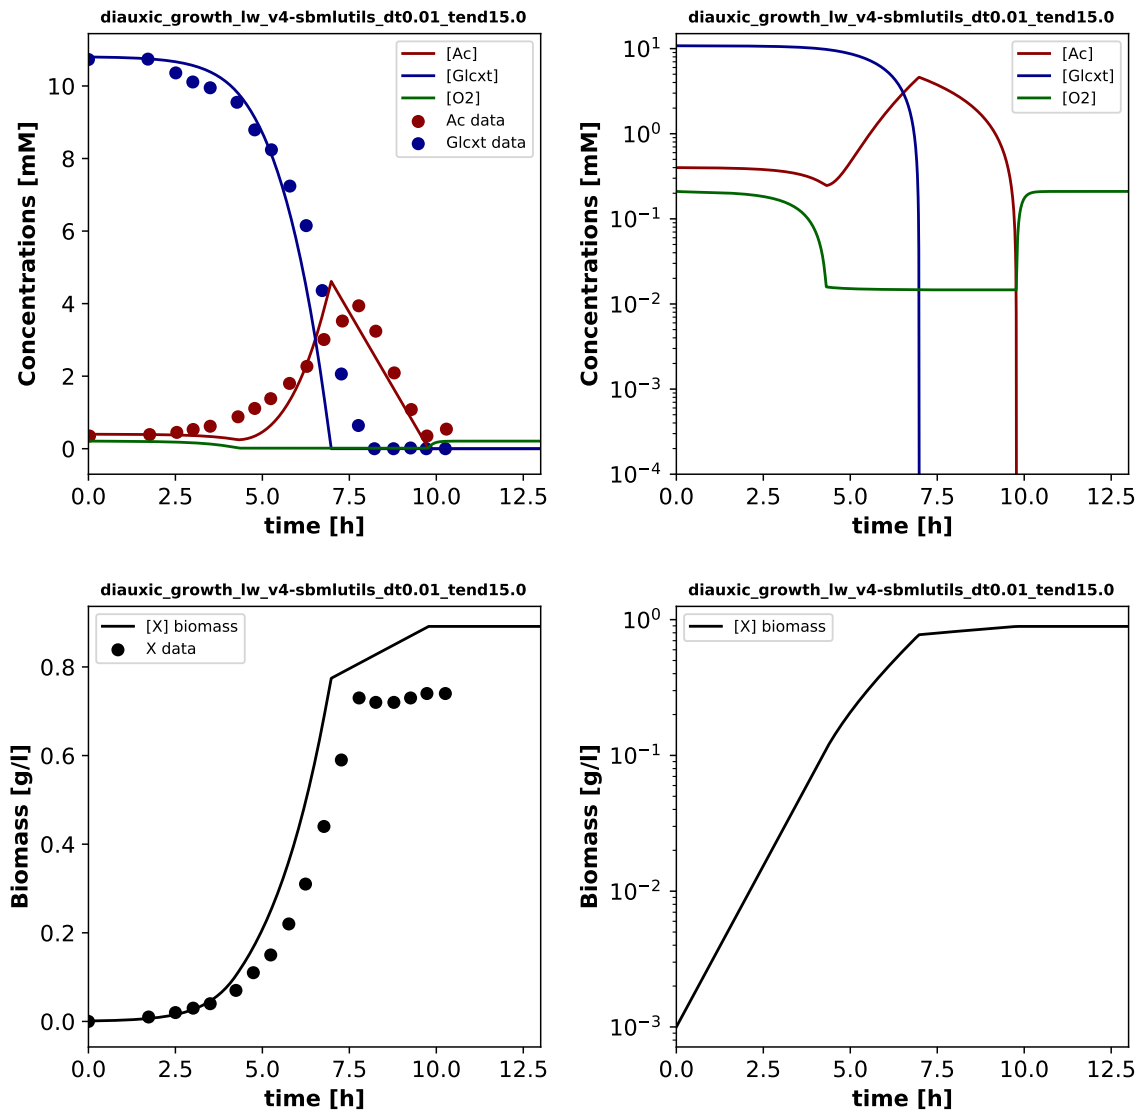 diauxic_growth_lw_v4-sbmlutils_dt0.01_tend15.0
Concentrations [mM]
10
8
6
4
2
0
[Ac]
[Glcxt]
[O2]
Ac data
Glcxt data
0.0 2.5 5.0 7.5 10.0 12.5
time [h]
diauxic_growth_lw_v4-sbmlutils_dt0.01_tend15.0
Concentrations [mM]
10¹
10⁰
10⁻¹
10⁻²
10⁻³
10⁻⁴
[Ac]
[Glcxt]
[O2]
0.0 2.5 5.0 7.5 10.0 12.5
time [h]
diauxic_growth_lw_v4-sbmlutils_dt0.01_tend15.0
Biomass [g/l]
0.8
0.6
0.4
0.2
0.0
[X] biomass
X data
0.0 2.5 5.0 7.5 10.0 12.5
time [h]
diauxic_growth_lw_v4-sbmlutils_dt0.01_tend15.0
Biomass [g/l]
10⁰
10⁻¹
10⁻²
10⁻³
[X] biomass
0.0 2.5 5.0 7.5 10.0 12.5
time [h]